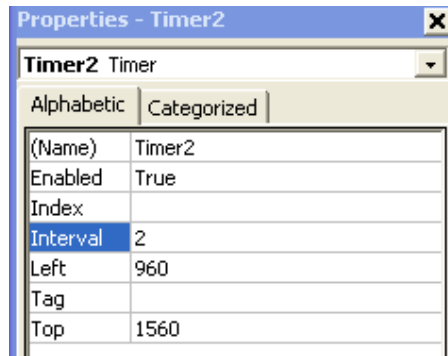 Properties - Timer2
Timer2 Timer
Alphabetic Categorized
(Name) Timer2
Enabled True
Index
Interval 2
Left 960
Tag
Top 1560